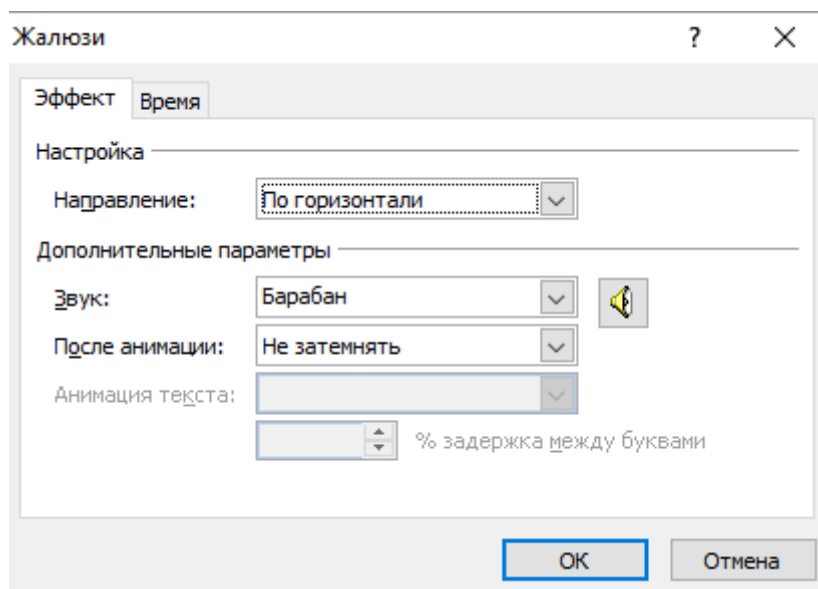 Жалюзи ?
Эффект Время
Настройка
Направление: По горизонтали
Дополнительные параметры
Звук: Барабан
После анимации: Не затемнять
Анимация текста:
% задержка между буквами
ОК Отмена